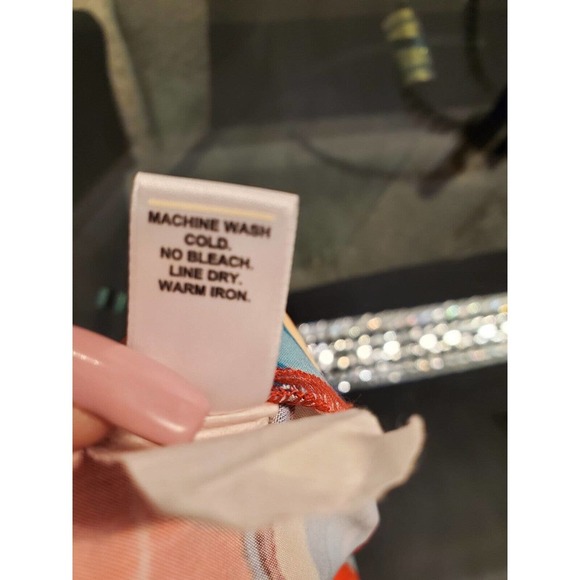 MACHINE WASH
COLD.
NO BLEACH.
LINE DRY.
WARM IRON.